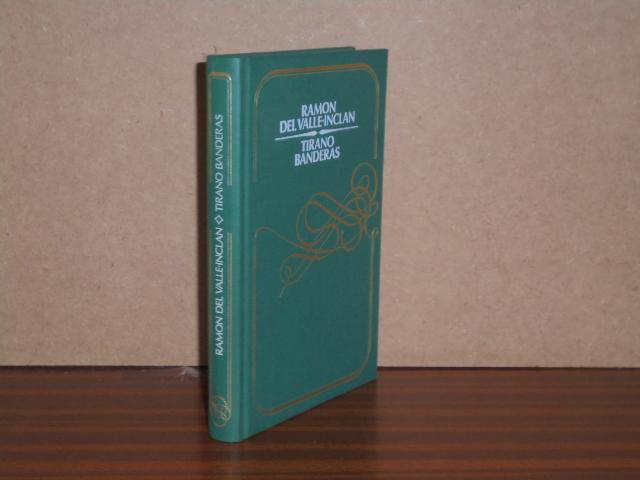 RAMON
DEL VALLE-INCLAN
TIRANO
BANDERAS
RAMON DEL VALLE-INCLAN ◇ TIRANO BANDERAS